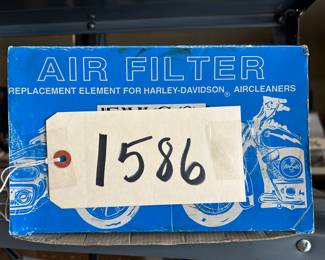 AIR FILTER
REPLACEMENT ELEMENT FOR HARLEY-DAVIDSON® AIRCLEANERS
1586